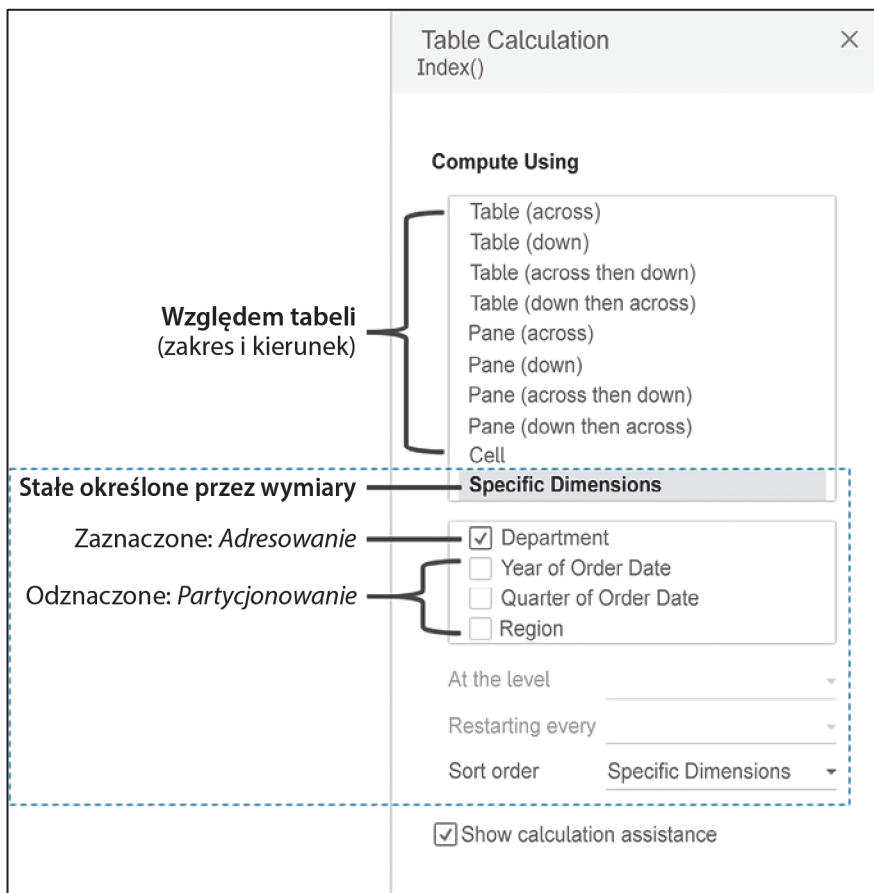 Table Calculation
Index()
Compute Using
Table (across)
Table (down)
Table (across then down)
Table (down then across)
Pane (across)
Pane (down)
Pane (across then down)
Pane (down then across)
Cell
Specific Dimensions
Względem tabeli
(zakres i kierunek)
Stałe określone przez wymiary
Zaznaczone: Adresowanie
Department
Year of Order Date
Odznaczone: Partycjonowanie
Quarter of Order Date
Region
At the level
Restarting every
Sort order Specific Dimensions
Show calculation assistance